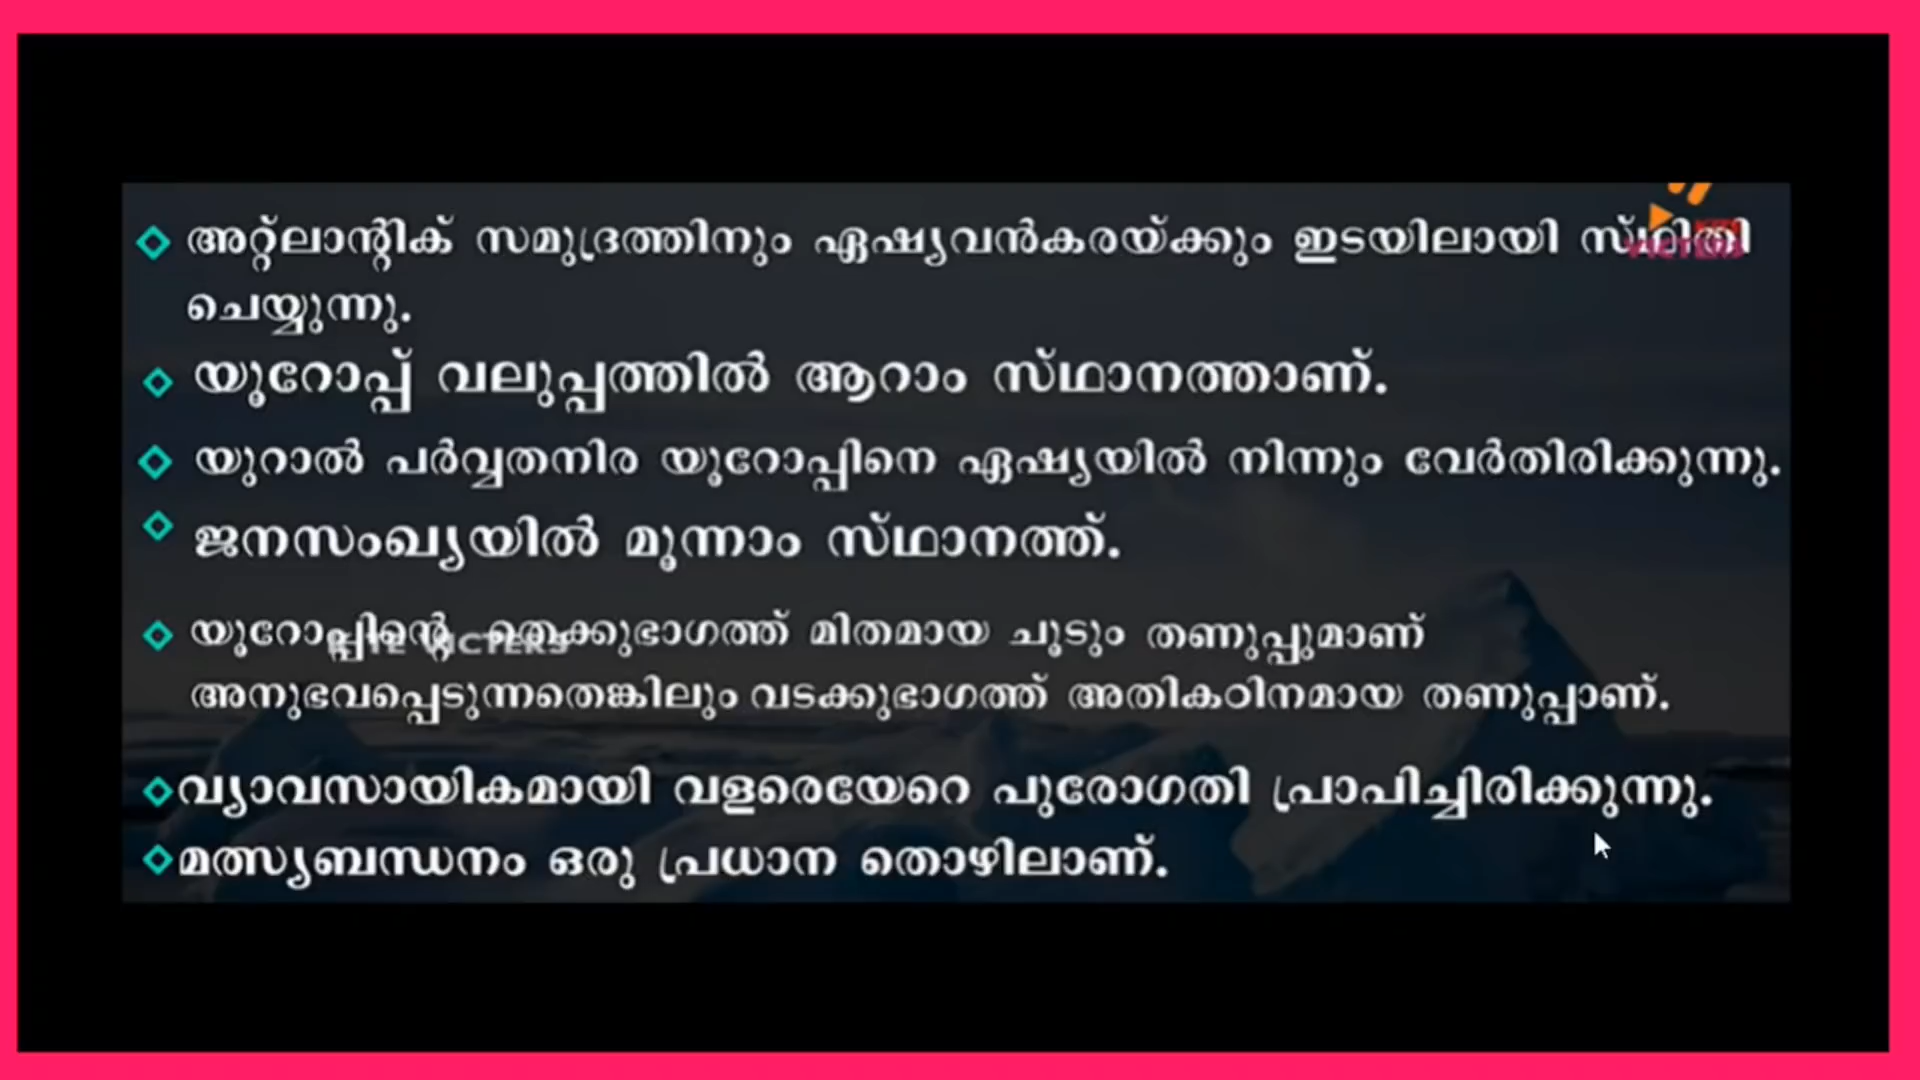 അറ്റ്ലാന്റിക് സമുദ്രത്തിനും ഏഷ്യവൻകരയ്ക്കും ഇടയിലായി സ്ഥിതി
ചെയ്യുന്നു.
യൂറോപ്പ് വലുപ്പത്തിൽ ആറാം സ്ഥാനത്താണ്.
യുറാൽ പർവ്വതനിര യൂറോപ്പിനെ ഏഷ്യയിൽ നിന്നും വേർതിരിക്കുന്നു.
ജനസംഖ്യയിൽ മൂന്നാം സ്ഥാനത്ത്.
യൂറോപ്പിന്റെ തെക്കുഭാഗത്ത് മിതമായ ചൂടും തണുപ്പുമാണ്
അനുഭവപ്പെടുന്നതെങ്കിലും വടക്കുഭാഗത്ത് അതികഠിനമായ തണുപ്പാണ്.
വ്യാവസായികമായി വളരെയേറെ പുരോഗതി പ്രാപിച്ചിരിക്കുന്നു.
മത്സ്യബന്ധനം ഒരു പ്രധാന തൊഴിലാണ്.